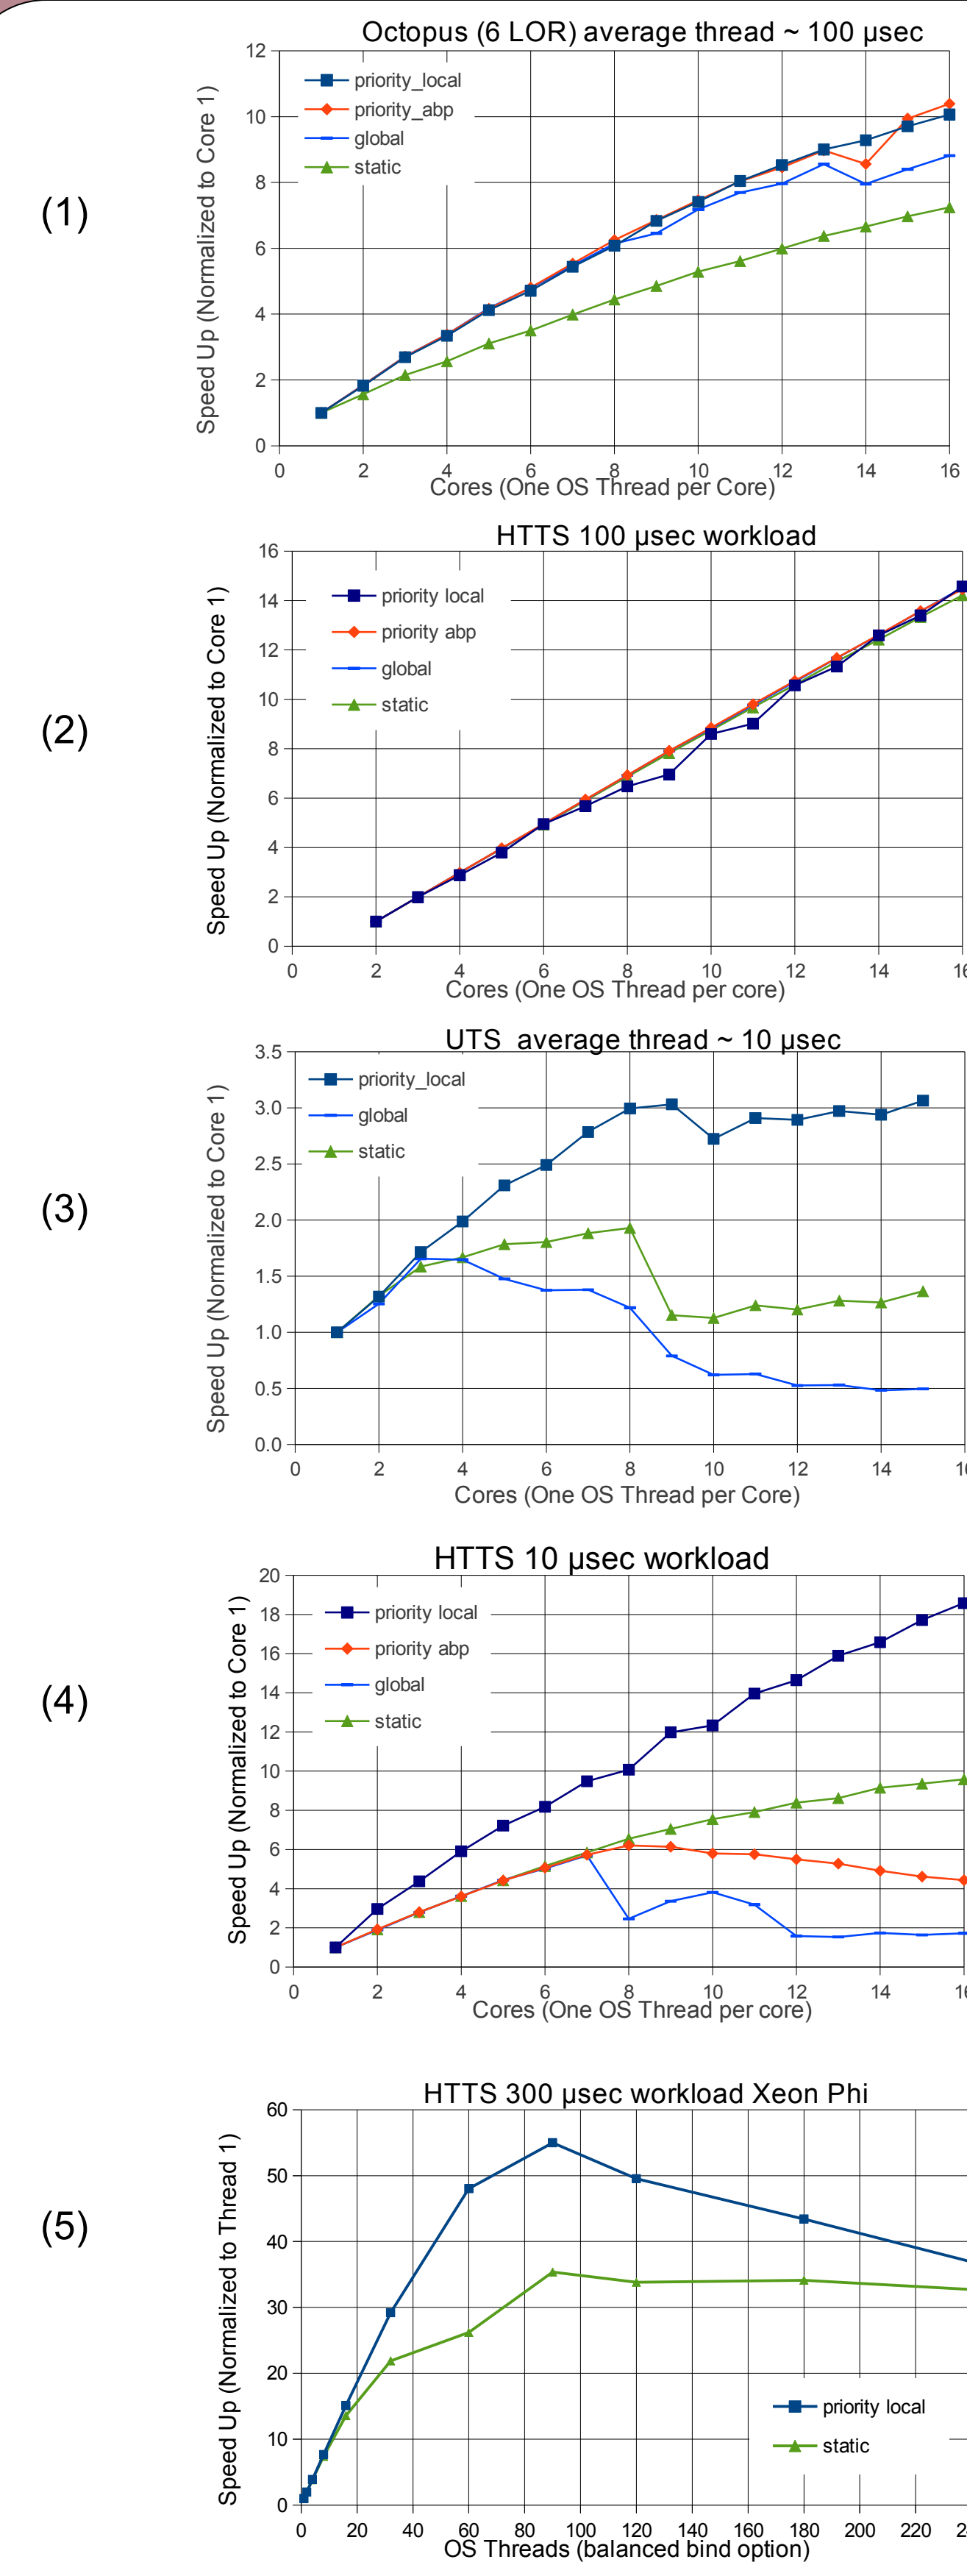 (1)
Octopus (6 LOR) average thread ~ 100 µsec
Speed Up (Normalized to Core 1)
12
10
8
6
4
2
0
priority_local
priority_abp
global
static
0 2 4 6 8 10 12 14 16
Cores (One OS Thread per Core)
(2)
HTTS 100 µsec workload
Speed Up (Normalized to Core 1)
16
14
12
10
8
6
4
2
0
priority local
priority abp
global
static
0 2 4 6 8 10 12 14 16
Cores (One OS Thread per core)
(3)
UTS average thread ~ 10 µsec
Speed Up (Normalized to Core 1)
3.5
3.0
2.5
2.0
1.5
1.0
0.5
0.0
priority_local
global
static
0 2 4 6 8 10 12 14 16
Cores (One OS Thread per Core)
(4)
HTTS 10 µsec workload
Speed Up (Normalized to Core 1)
20
18
16
14
12
10
8
6
4
2
0
priority local
priority abp
global
static
0 2 4 6 8 10 12 14 16
Cores (One OS Thread per core)
(5)
HTTS 300 µsec workload Xeon Phi
Speed Up (Normalized to Thread 1)
60
50
40
30
20
10
0
priority local
static
0 20 40 60 80 100 120 140 160 180 200 220
OS Threads (balanced bind option)